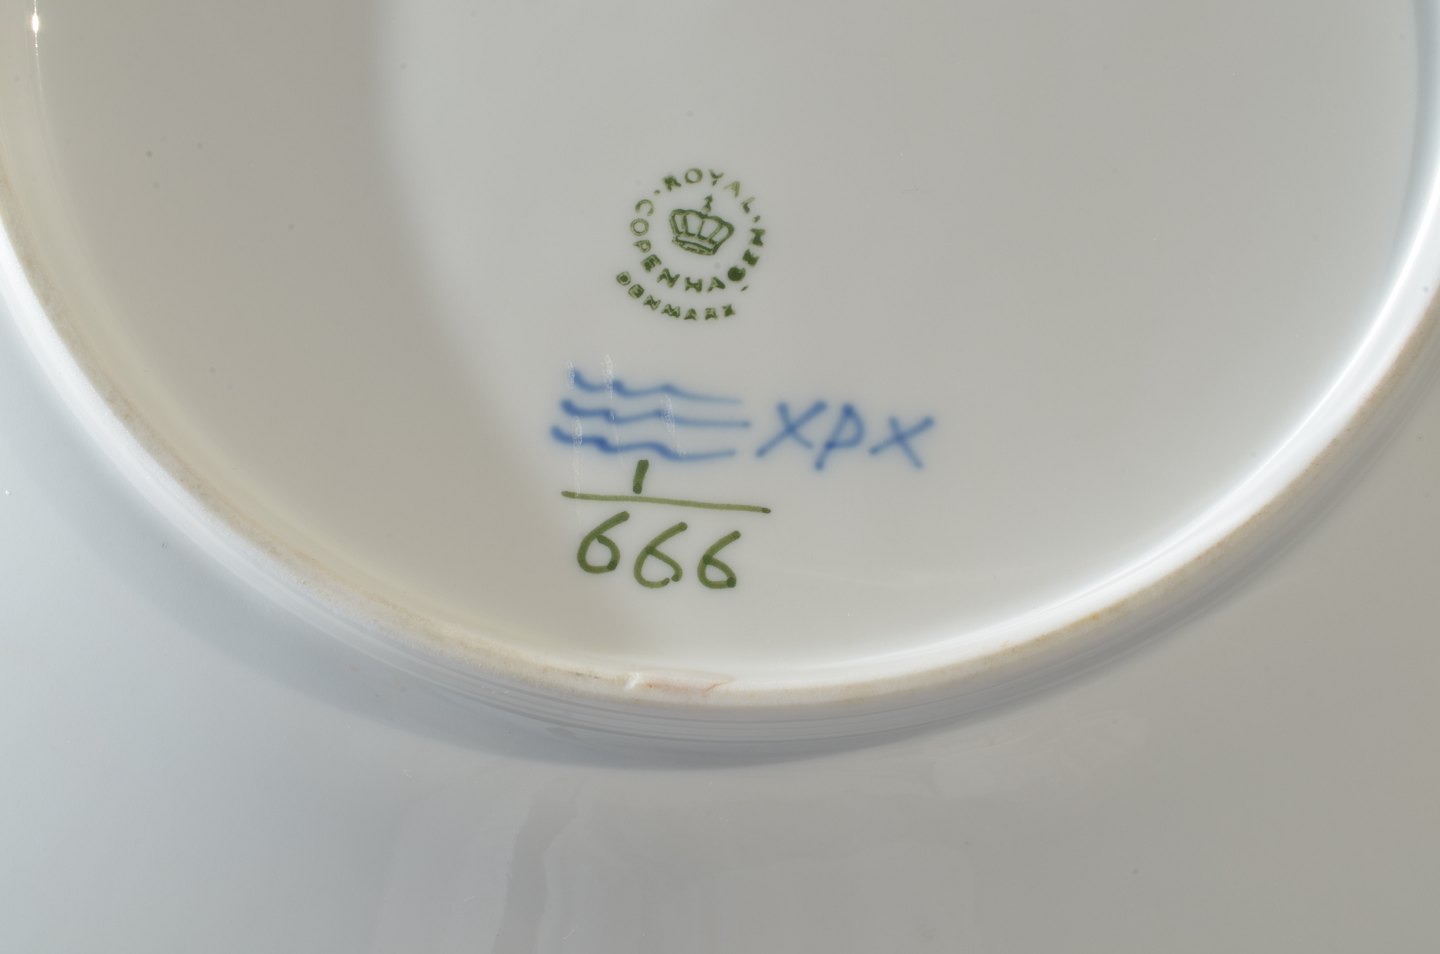 ROYAL COPENHAGEN
DENMARK
XPX
1
666